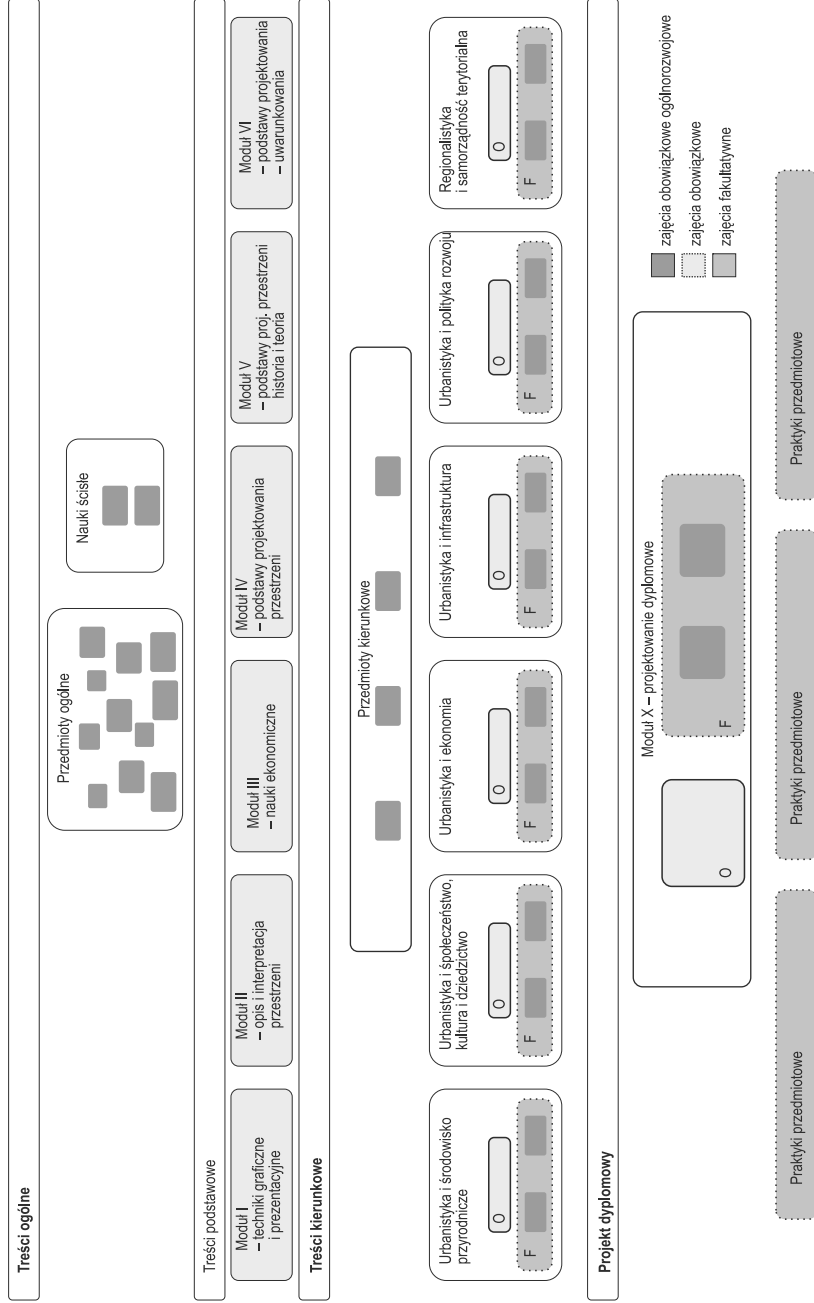 Treści ogólne
Przedmioty ogólne
Nauki ścisłe
Treści podstawowe
Moduł I
– techniki graficzne
i prezentacyjne
Moduł II
– opis i interpretacja
przestrzeni
Moduł III
– nauki ekonomiczne
Moduł IV
– podstawy projektowania
przestrzeni
Moduł V
– podstawy proj. przestrzeni
historia i teoria
Moduł VI
– podstawy projektowania
– uwarunkowania
Treści kierunkowe
Przedmioty kierunkowe
Urbanistyka i środowisko
przyrodnicze
O
F
Urbanistyka i społeczeństwo,
kultura i dziedzictwo
O
F
Urbanistyka i ekonomia
O
F
Urbanistyka i infrastruktura
O
F
Urbanistyka i polityka rozwoju
O
F
Regionalistyka
i samorządność terytorialna
O
F
Projekt dyplomowy
Moduł X – projektowanie dyplomowe
O
F
zajęcia obowiązkowe ogólnorozwojowe
zajęcia obowiązkowe
zajęcia fakultatywne
Praktyki przedmiotowe
Praktyki przedmiotowe
Praktyki przedmiotowe